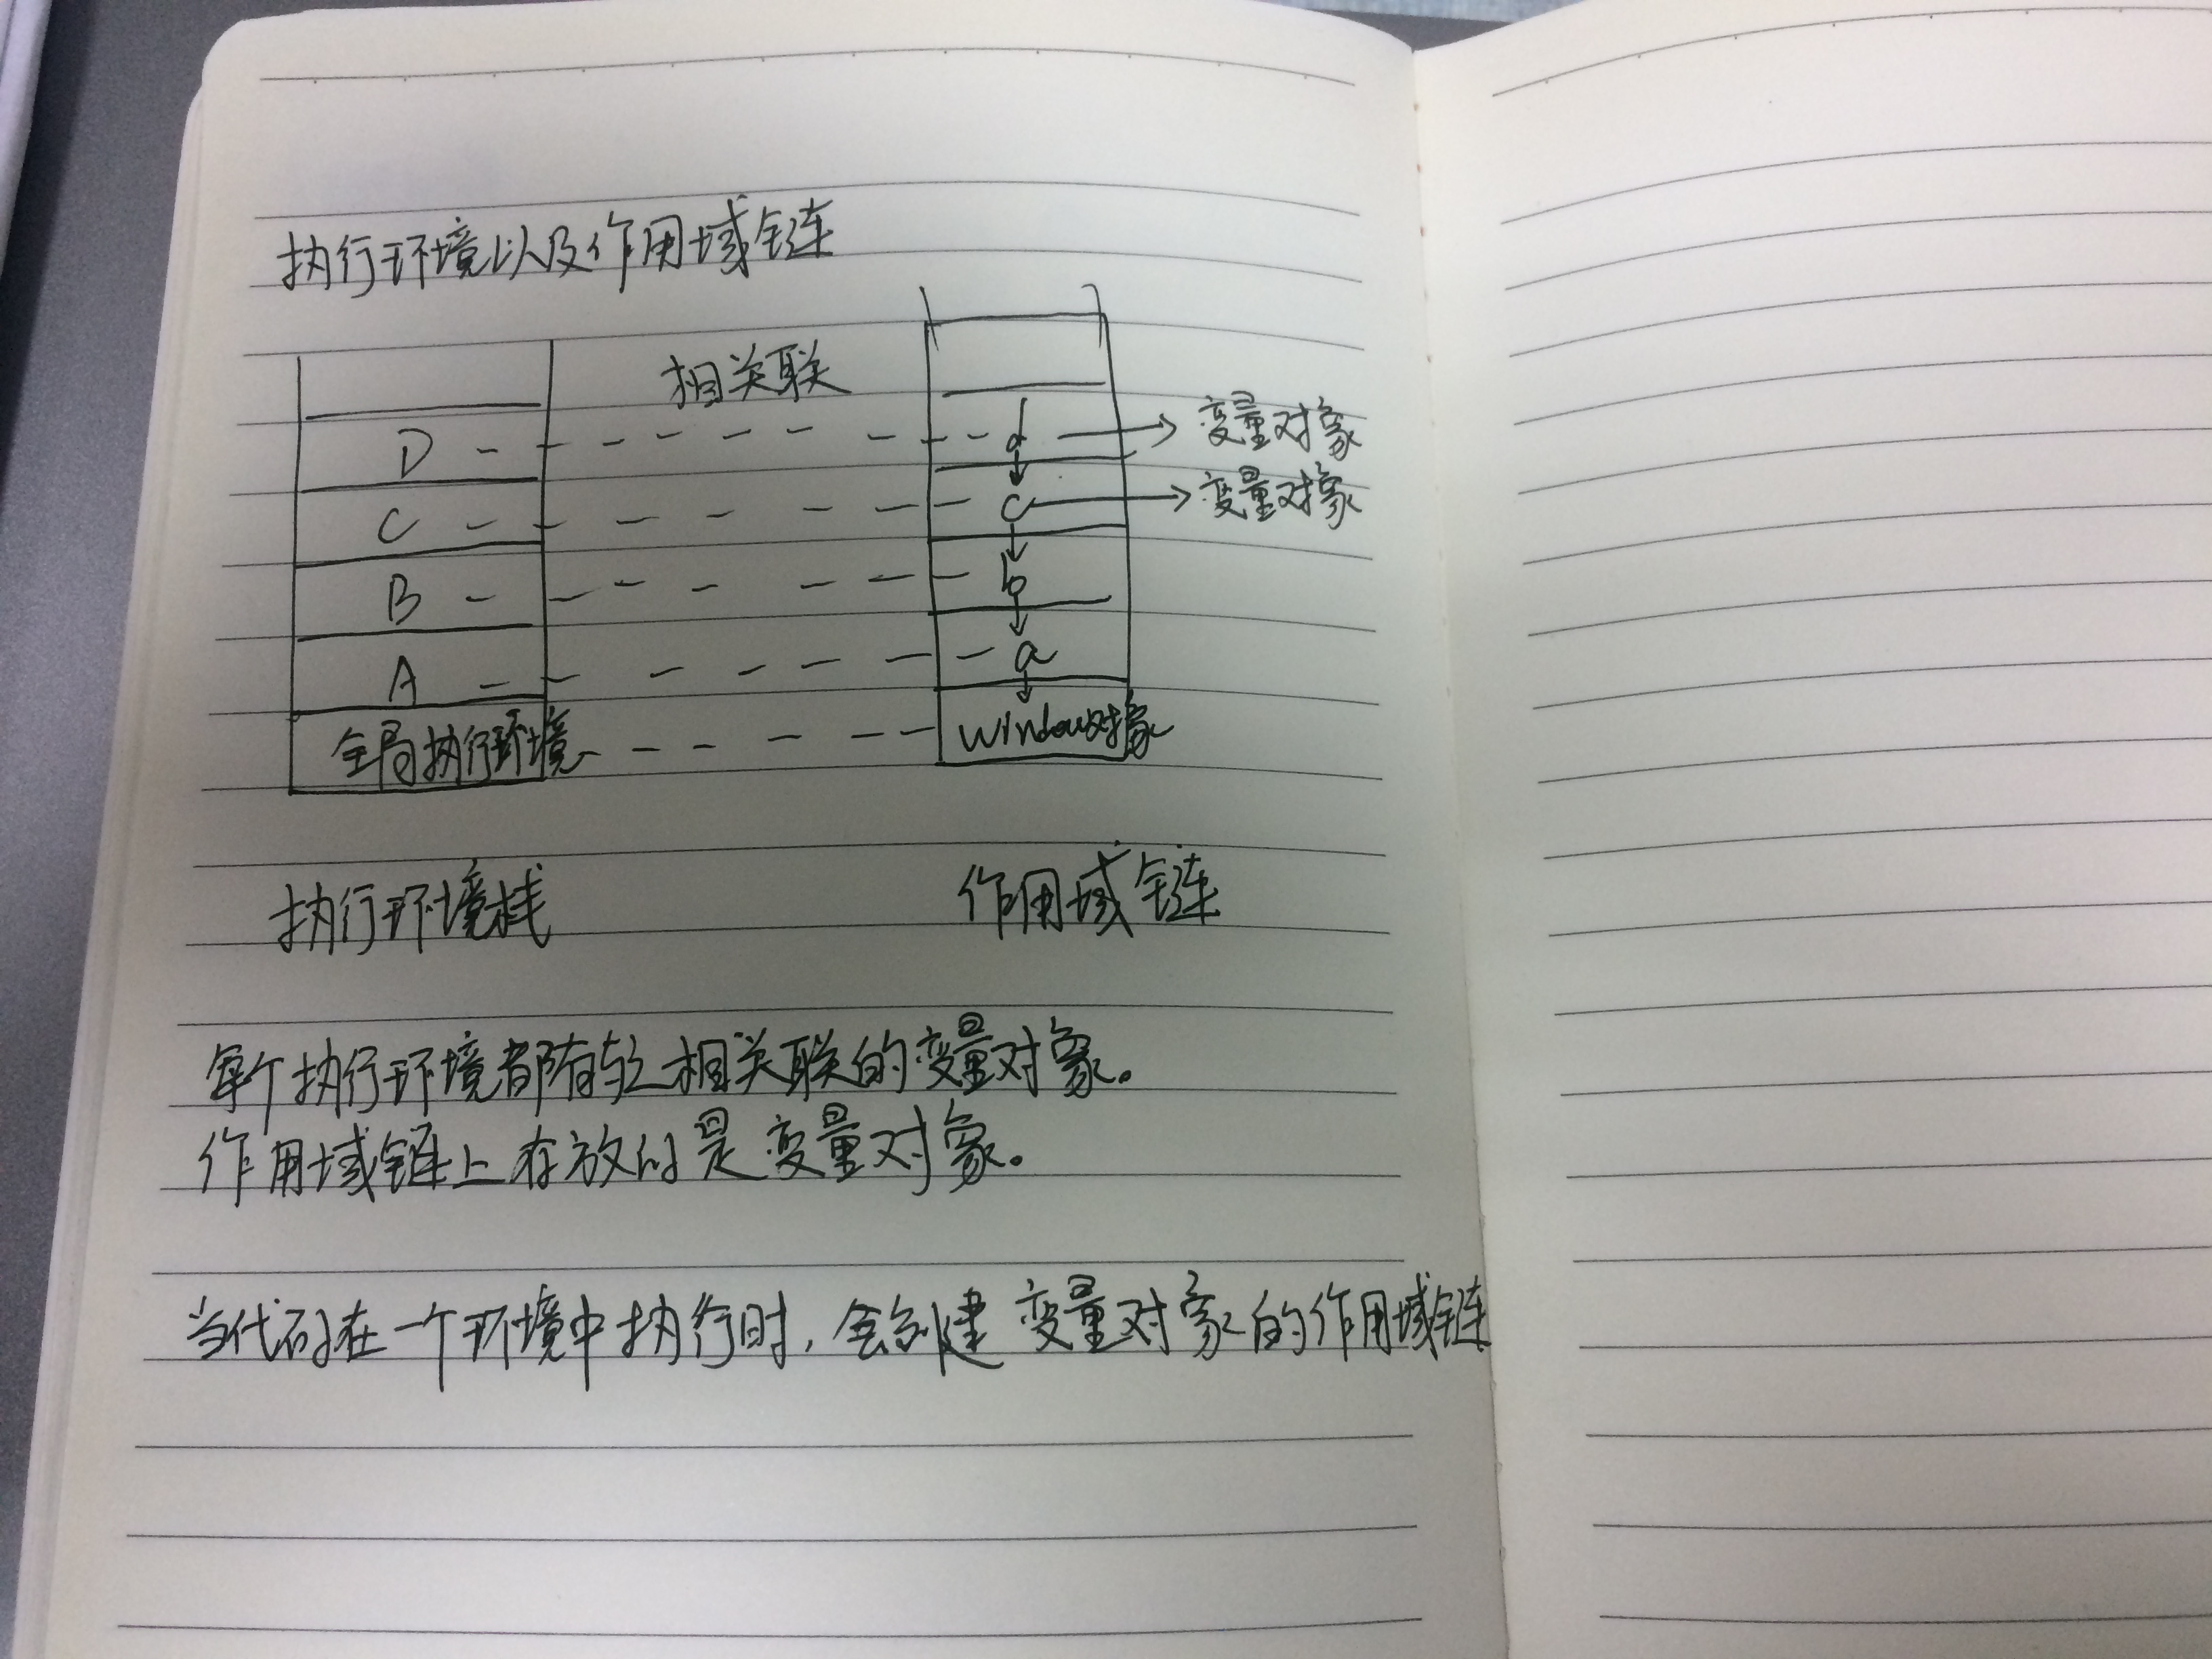 执行环境以及作用域链
相关联
D d 变量对象
C c 变量对象
B b
A a
全局执行环境 window对象
执行环境栈 作用域链
每个执行环境都有与之相关联的变量对象。
作用域链上存放的是变量对象。
当代码在一个环境中执行时，会创建变量对象的作用域链